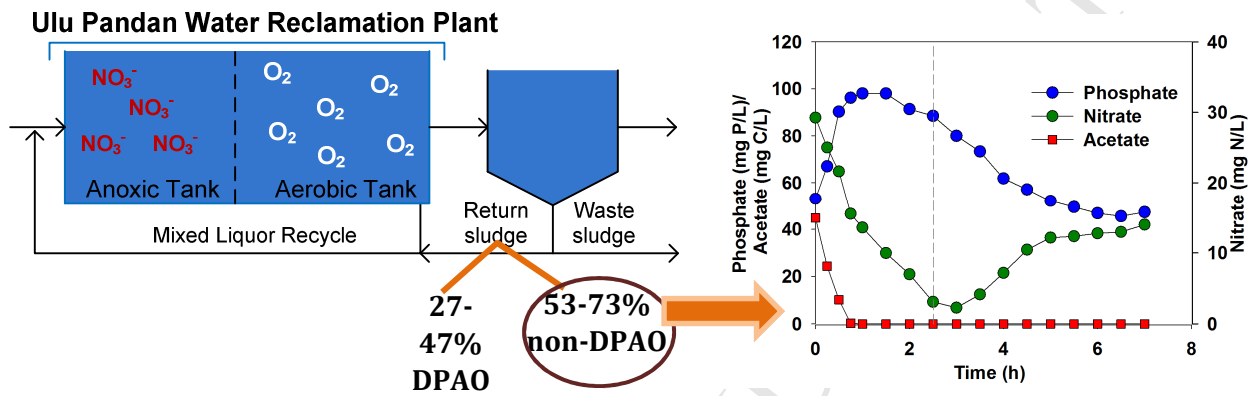 Ulu Pandan Water Reclamation Plant
NO₃⁻
NO₃⁻
NO₃⁻ NO₃⁻
O₂
O₂
O₂
O₂
O₂
O₂
Anoxic Tank
Aerobic Tank
Mixed Liquor Recycle
Return
sludge
Waste
sludge
27-
47%
DPAO
53-73%
non-DPAO
Phosphate (mg P/L)/
Acetate (mg C/L)
120
100
80
60
40
20
0
Phosphate
Nitrate
Acetate
40
30
20
10
0
Nitrate (mg N/L)
0 2 4 6 8
Time (h)